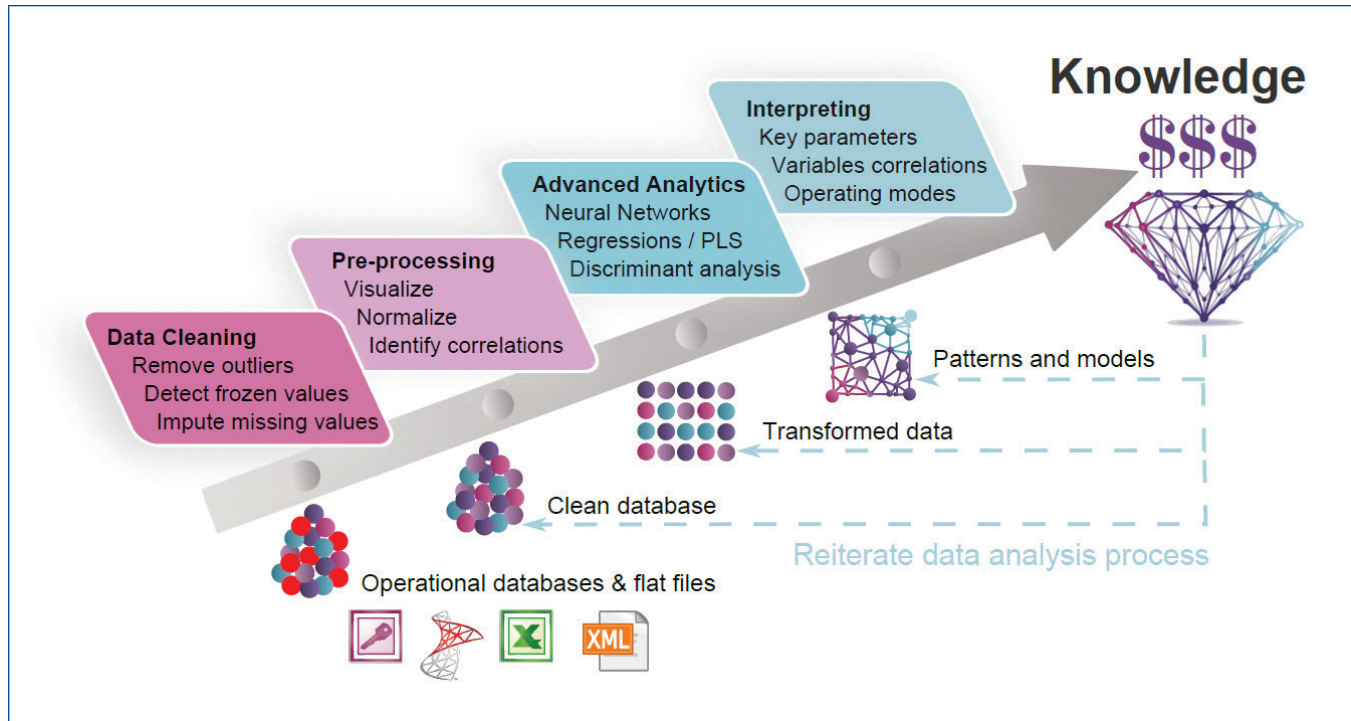 Knowledge
$$$
Interpreting
Key parameters
Variables correlations
Operating modes
Advanced Analytics
Neural Networks
Regressions / PLS
Discriminant analysis
Pre-processing
Visualize
Normalize
Identify correlations
Data Cleaning
Remove outliers
Detect frozen values
Impute missing values
Patterns and models
Transformed data
Clean database
Reiterate data analysis process
Operational databases & flat files
X
XML